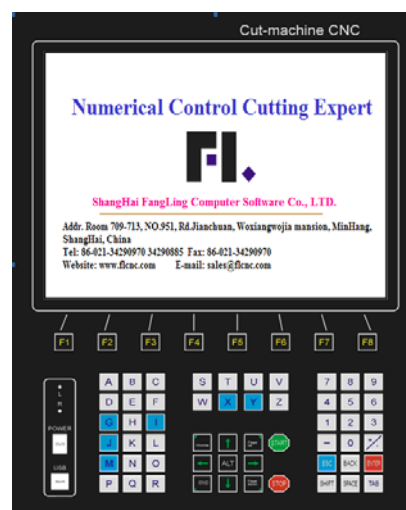 Cut-machine CNC
Numerical Control Cutting Expert
ShangHai FangLing Computer Software Co., LTD.
Addr. Room 709-713, NO.951, Rd.Jianchuan, Woxiangwojia mansion, MinHang,
ShangHai, China
Tel: 86-021-34290970 34290885 Fax: 86-021-34290970
Website: www.flcnc.com E-mail: sales@flcnc.com
F1 F2 F3 F4 F5 F6 F7 F8
L
R
POWER
USB
A B C
D E F
G H I
J K L
M N O
P Q R
S T U V
W X Y Z
START
ALT
STOP
7 8 9
4 5 6
1 2 3
- 0
ESC BACK ENTER
SHIFT SPACE TAB